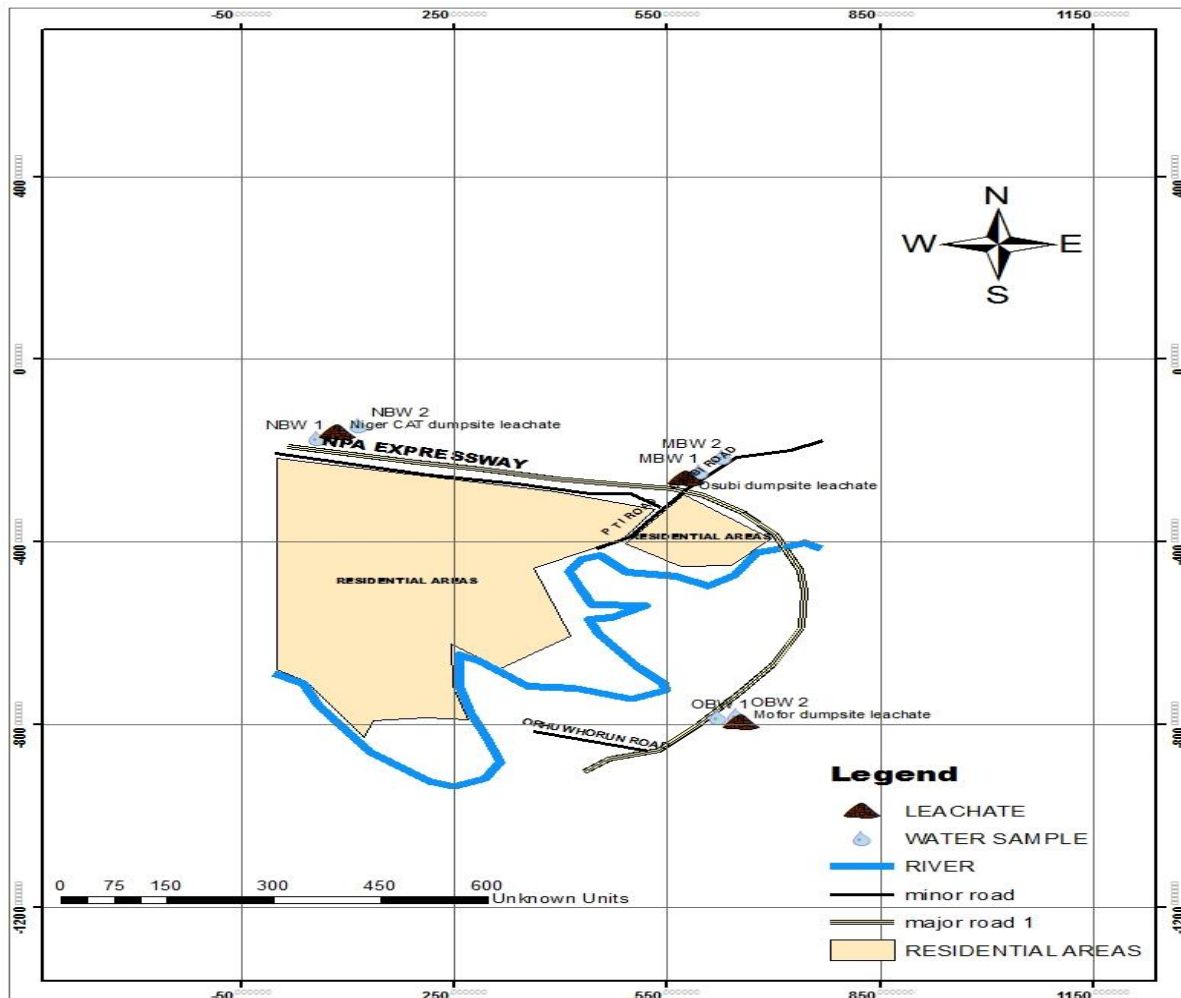 -50 250 550 850 1150
400
N
W E
S
0
NBW 2
NBW 1 Niger CAT dumpsite leachate
NPA EXPRESSWAY
MBW 2
MBW 1
BI ROAD
Osubi dumpsite leachate
P T I ROAD
RESIDENTIAL AREAS
-400
RESIDENTIAL AREAS
OBW 1 OBW 2
Mofor dumpsite leachate
-800
ORHUWHORUN ROAD
Legend
LEACHATE
WATER SAMPLE
RIVER
minor road
major road 1
RESIDENTIAL AREAS
0 75 150 300 450 600
Unknown Units
-1200
-50 250 550 850 1150